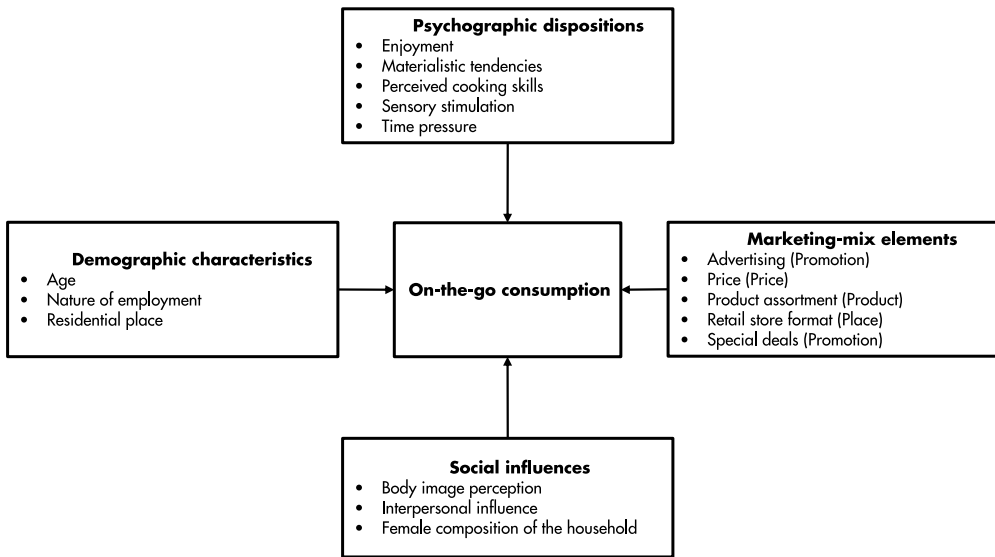 Psychographic dispositions
• Enjoyment
• Materialistic tendencies
• Perceived cooking skills
• Sensory stimulation
• Time pressure
Demographic characteristics
• Age
• Nature of employment
• Residential place
On-the-go consumption
Marketing-mix elements
• Advertising (Promotion)
• Price (Price)
• Product assortment (Product)
• Retail store format (Place)
• Special deals (Promotion)
Social influences
• Body image perception
• Interpersonal influence
• Female composition of the household